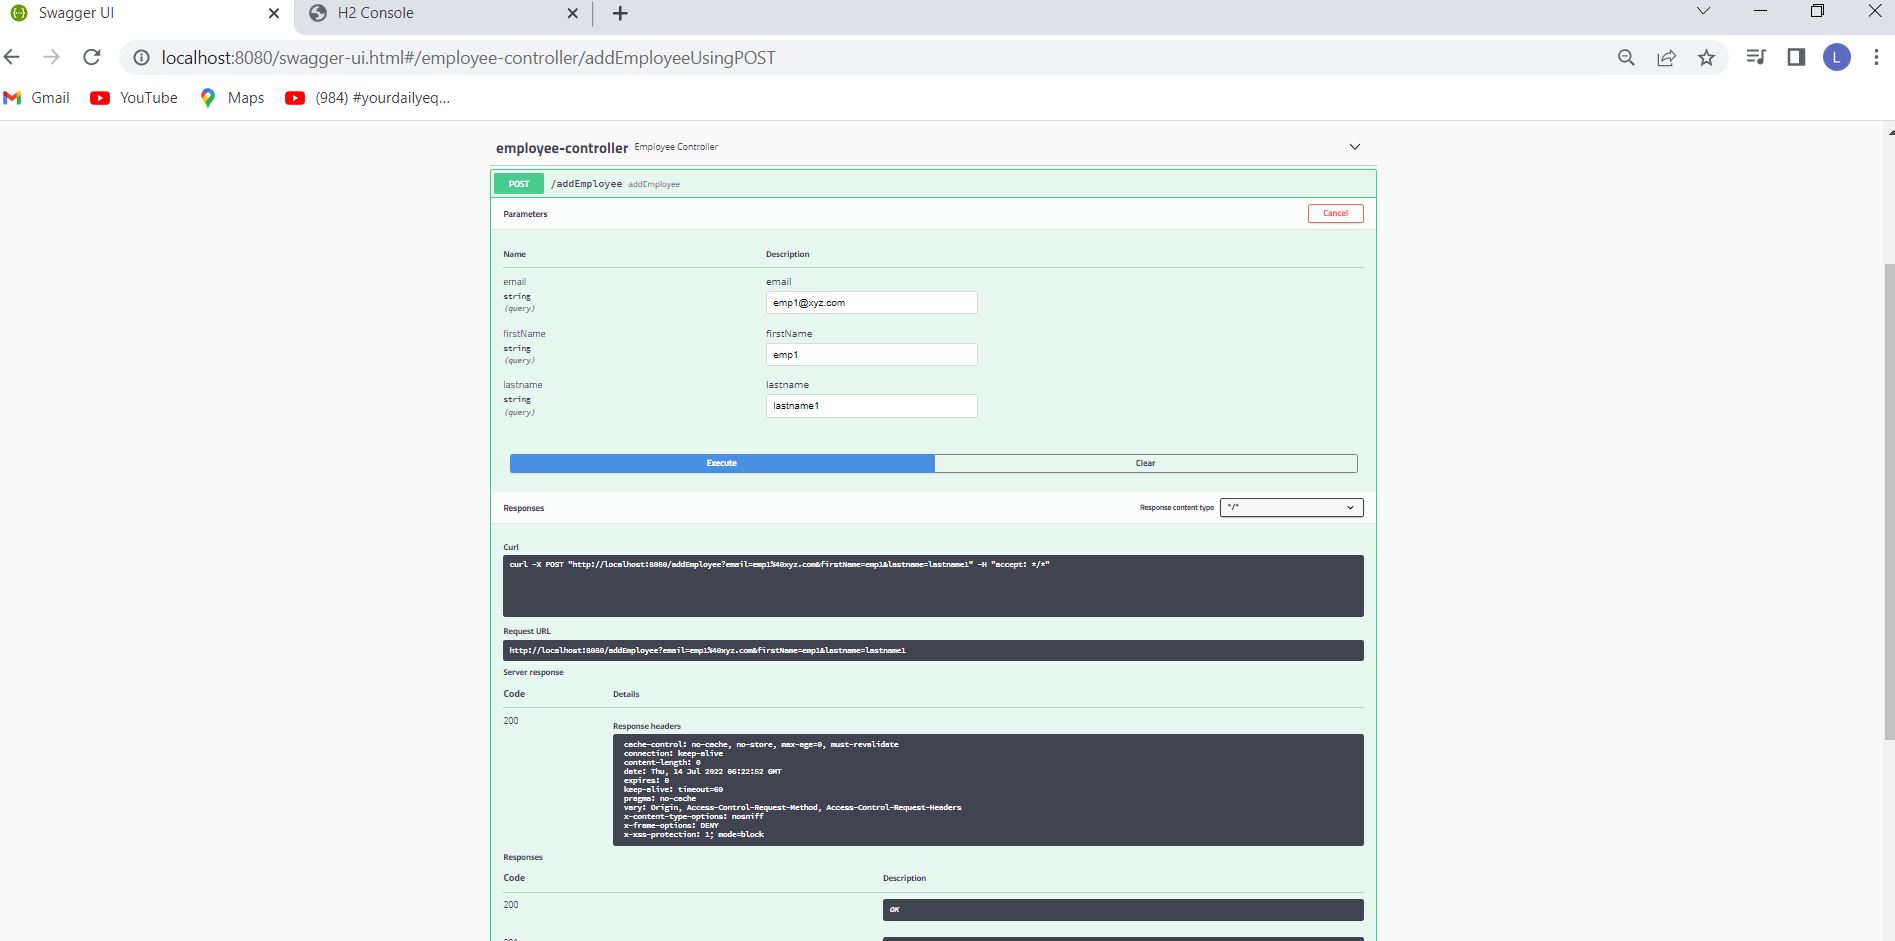 Swagger UI
H2 Console
localhost:8080/swagger-ui.html#/employee-controller/addEmployeeUsingPOST
L
Gmail
YouTube
Maps
(984) #yourdailyeq...
employee-controller Employee Controller
POST /addEmployee addEmployee
Parameters
Cancel
Name Description
email email
string
(query)
emp1@xyz.com
firstName firstName
string
(query)
emp1
lastname lastname
string
(query)
lastname1
Execute Clear
Responses Response content type */*
Curl
curl -X POST "http://localhost:8080/addEmployee?email=emp1%40xyz.com&firstName=emp1&lastname=lastname1" -H "accept: */*"
Request URL
http://localhost:8080/addEmployee?email=emp1%40xyz.com&firstName=emp1&lastname=lastname1
Server response
Code Details
200
Response headers
cache-control: no-cache, no-store, max-age=0, must-revalidate
connection: keep-alive
content-length: 0
date: Thu, 14 Jul 2022 06:22:52 GMT
expires: 0
keep-alive: timeout=60
pragma: no-cache
vary: Origin, Access-Control-Request-Method, Access-Control-Request-Headers
x-content-type-options: nosniff
x-frame-options: DENY
x-xss-protection: 1; mode=block
Responses
Code Description
200 OK